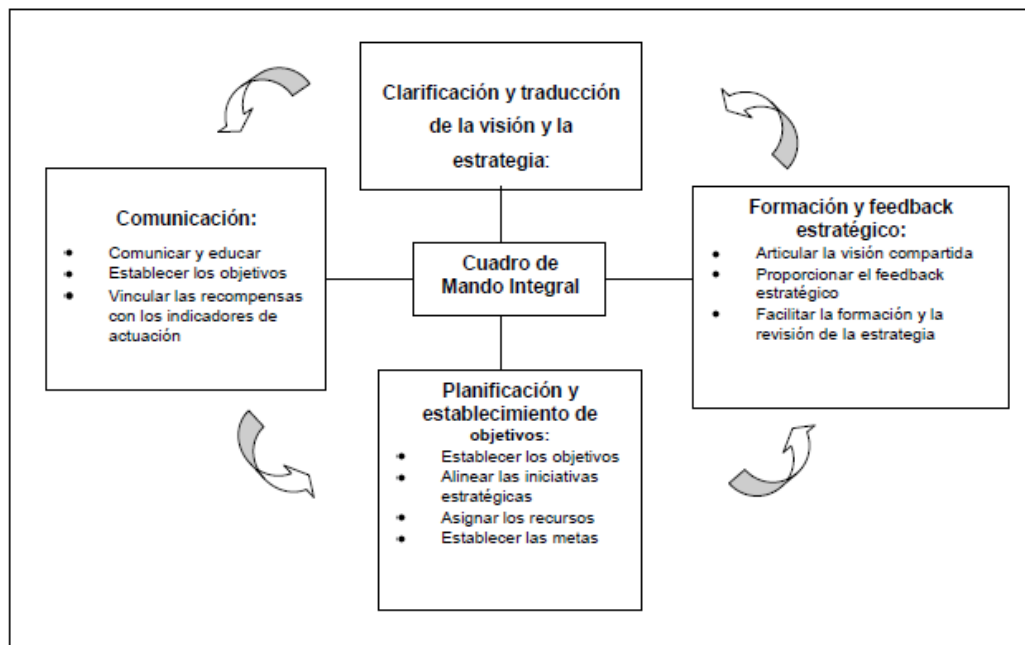 Clarificación y traducción
de la visión y la
estrategia:
Comunicación:
• Comunicar y educar
• Establecer los objetivos
• Vincular las recompensas
con los indicadores de
actuación
Cuadro de
Mando Integral
Formación y feedback
estratégico:
• Articular la visión compartida
• Proporcionar el feedback
estratégico
• Facilitar la formación y la
revisión de la estrategia
Planificación y
establecimiento de
objetivos:
• Establecer los objetivos
• Alinear las iniciativas
estratégicas
• Asignar los recursos
• Establecer las metas